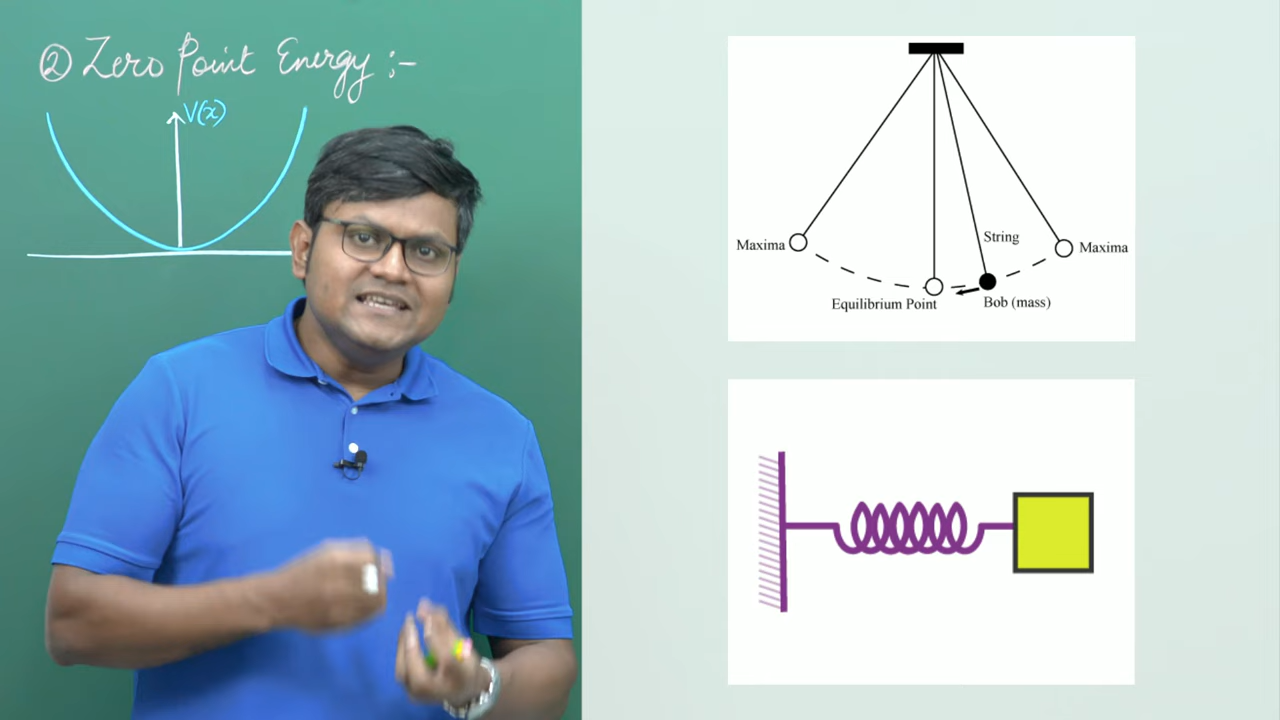 ② Zero Point Energy :-
V(x)
Maxima
String
Maxima
Equilibrium Point
Bob (mass)